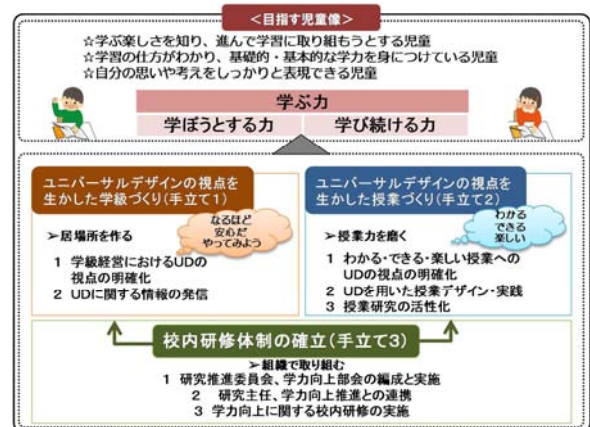 ＜目指す児童像＞
☆学ぶ楽しさを知り、進んで学習に取り組もうとする児童
☆学習の仕方がわかり、基礎的・基本的な学力を身につけている児童
☆自分の思いや考えをしっかりと表現できる児童
学ぶ力
学ぼうとする力
学び続ける力
ユニバーサルデザインの視点を
生かした学級づくり(手立て1)
なるほど
安心だ
やってみよう
➢居場所を作る
1 学級経営におけるUDの
視点の明確化
2 UDに関する情報の発信
ユニバーサルデザインの視点を
生かした授業づくり(手立て2)
わかる
できる
楽しい
➢授業力を磨く
1 わかる・できる・楽しい授業への
UDの視点の明確化
2 UDを用いた授業デザイン・実践
3 授業研究の活性化
校内研修体制の確立(手立て3)
➢組織で取り組む
1 研究推進委員会、学力向上部会の編成と実施
2 研究主任、学力向上推進との連携
3 学力向上に関する校内研修の実施